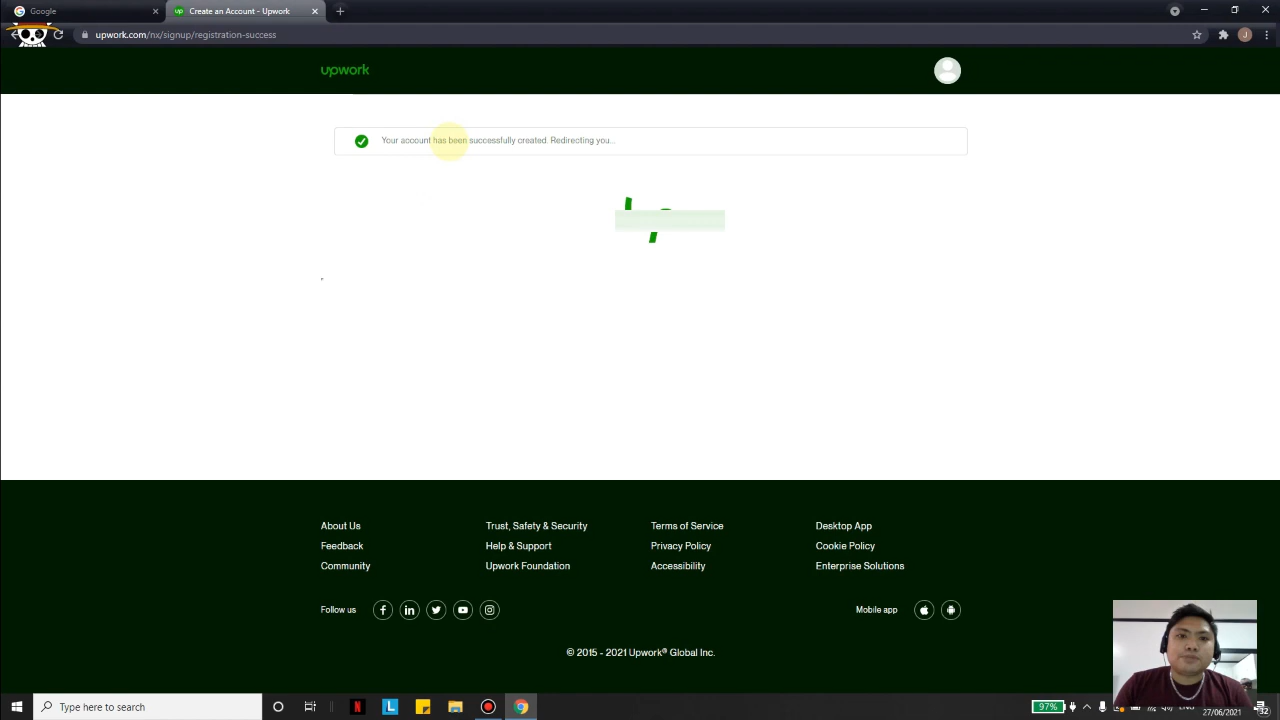 Google
Create an Account - Upwork
upwork.com/nx/signup/registration-success
J
upwork
Your account has been successfully created. Redirecting you...
About Us
Trust, Safety & Security
Terms of Service
Desktop App
Feedback
Help & Support
Privacy Policy
Cookie Policy
Community
Upwork Foundation
Accessibility
Enterprise Solutions
Follow us
Mobile app
© 2015 - 2021 Upwork® Global Inc.
Type here to search
97%
ENG
27/06/2021
32